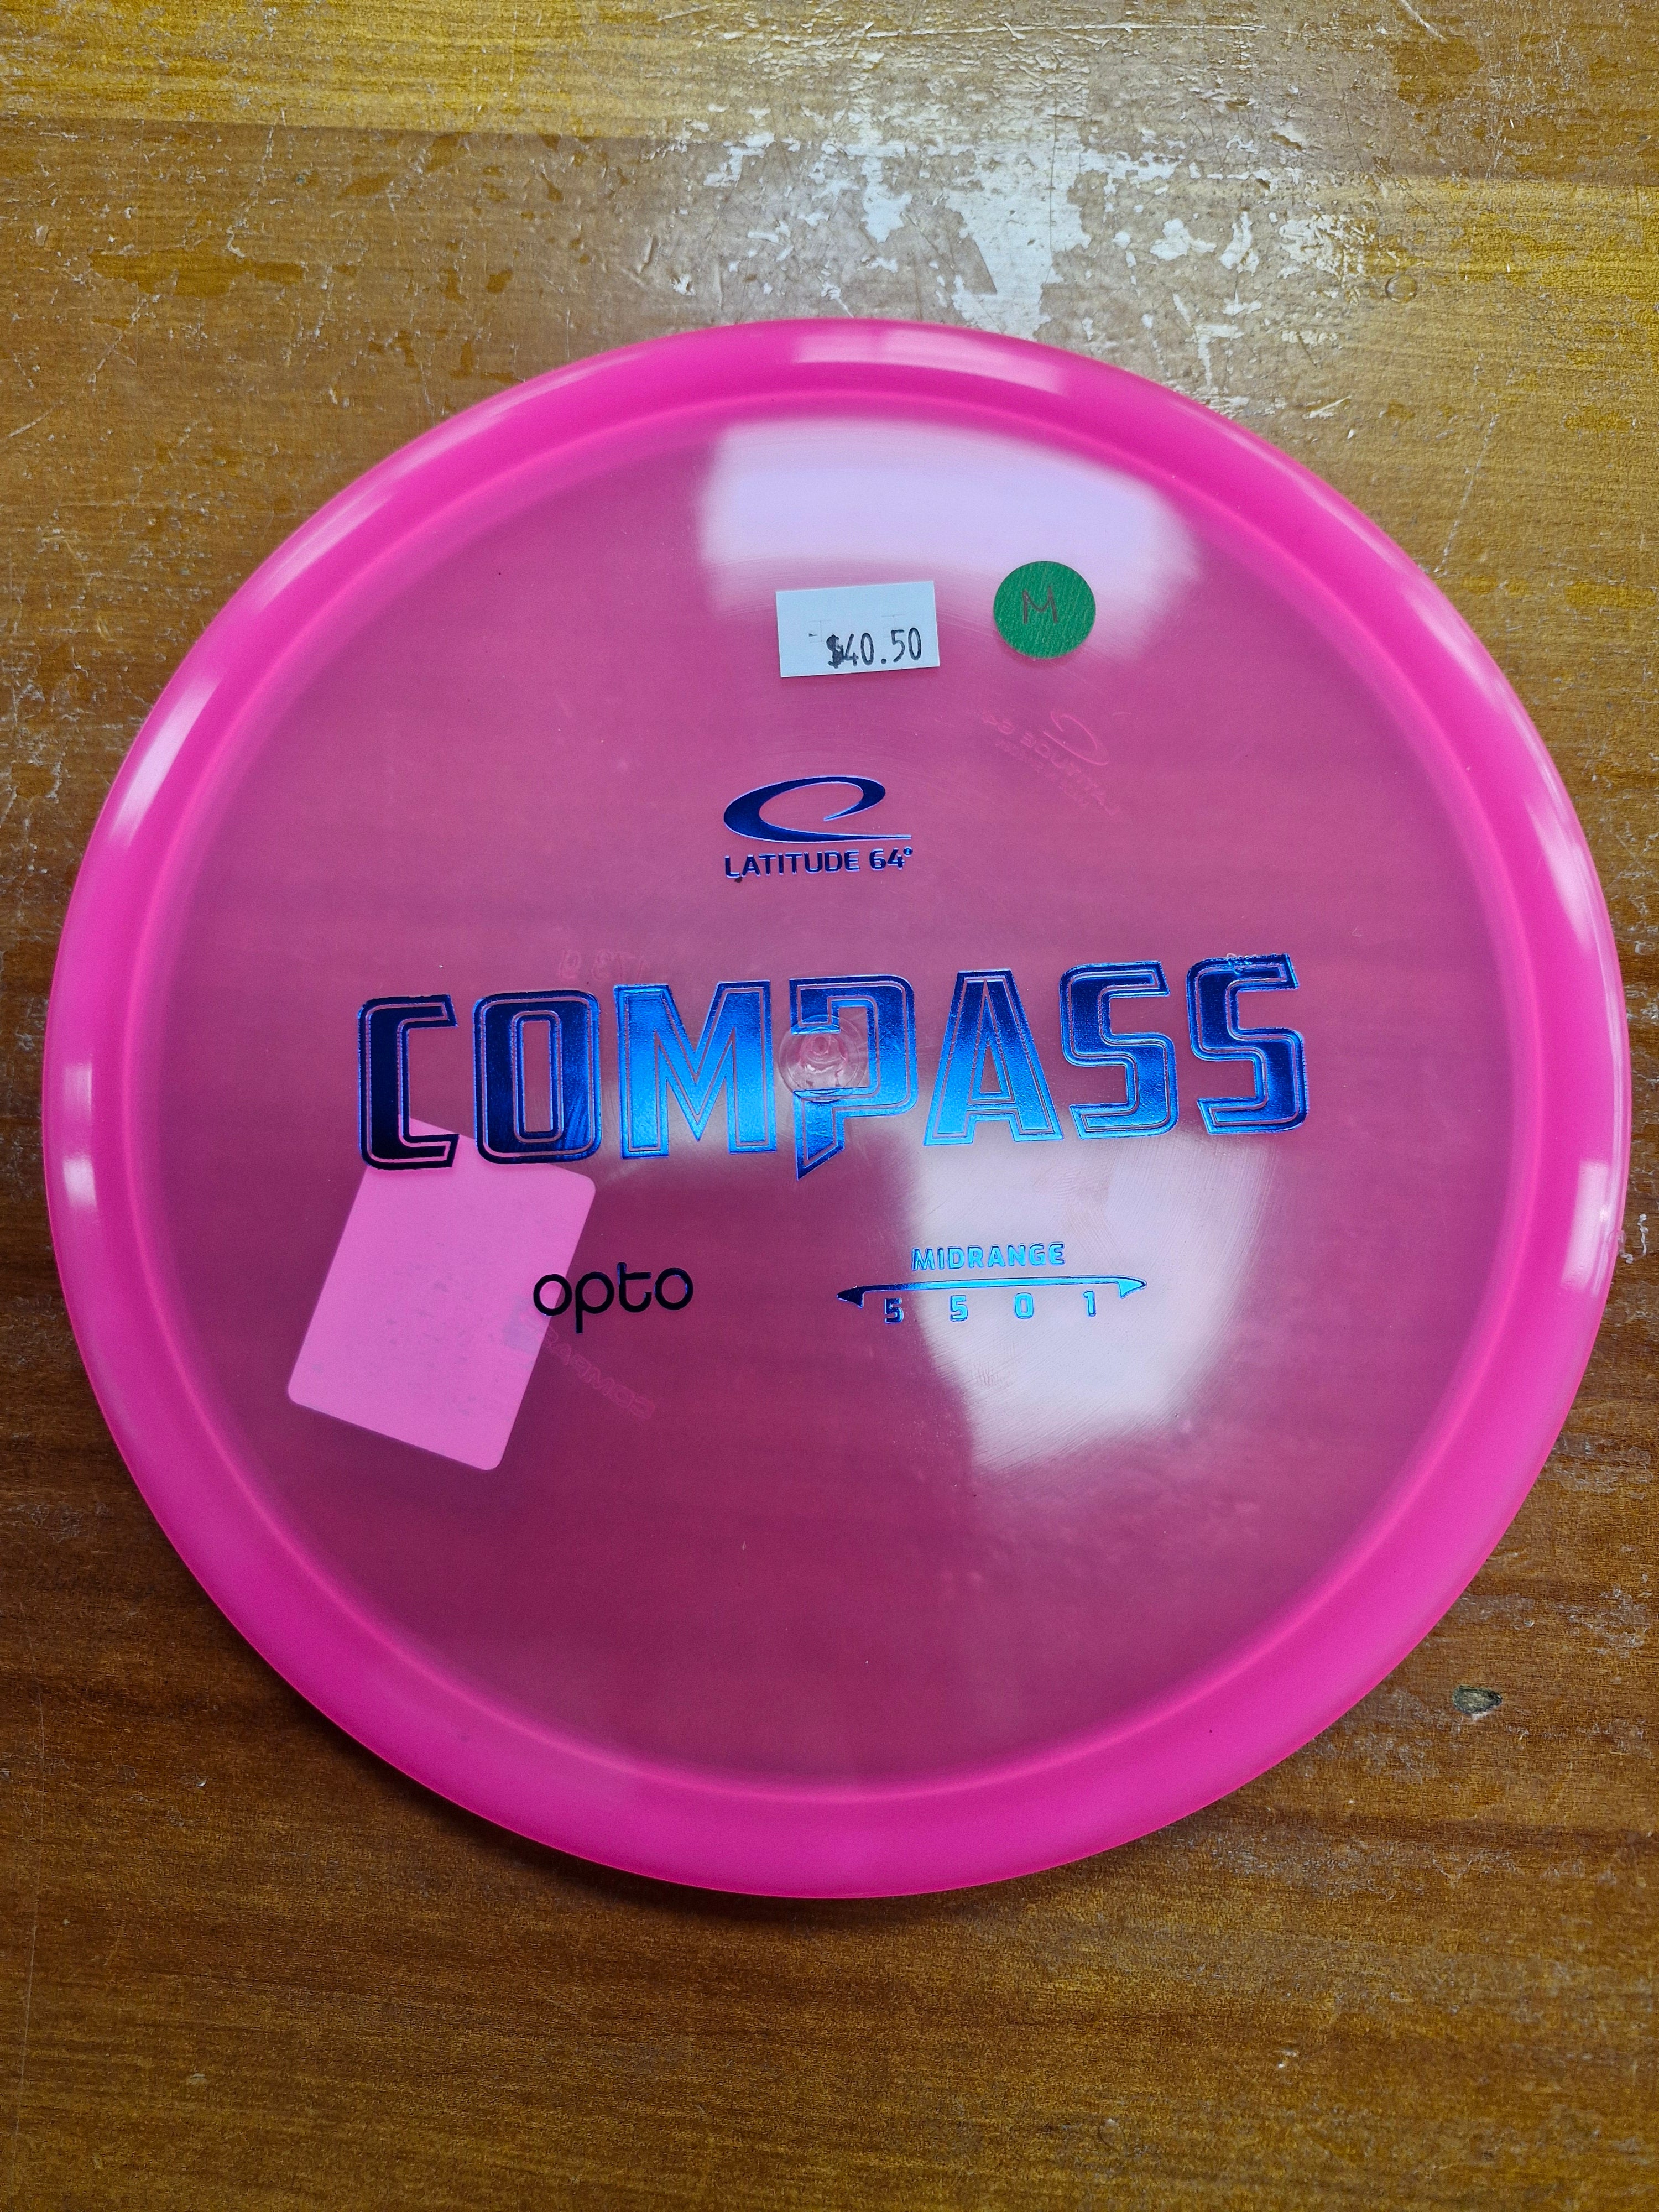 $40.50
M
LATITUDE 64°
COMPASS
opto
MIDRANGE
5 5 0 1